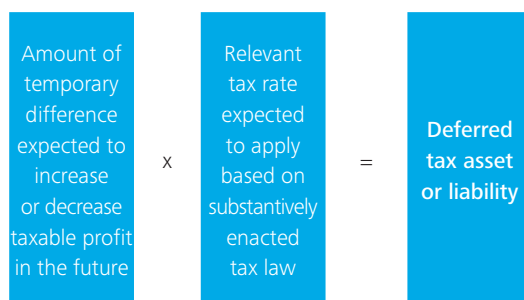 Amount of
temporary
difference
expected to
increase
or decrease
taxable profit
in the future
x
Relevant
tax rate
expected
to apply
based on
substantively
enacted
tax law
=
Deferred
tax asset
or liability